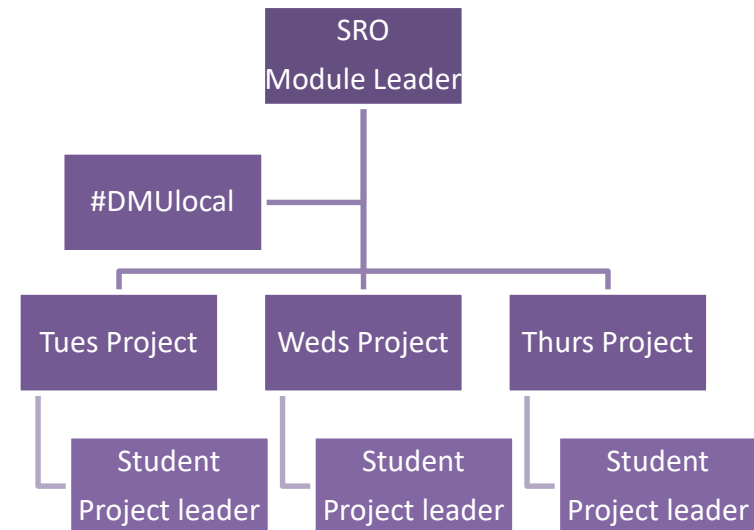 SRO
Module Leader
#DMUlocal
Tues Project
Weds Project
Thurs Project
Student
Project leader
Student
Project leader
Student
Project leader